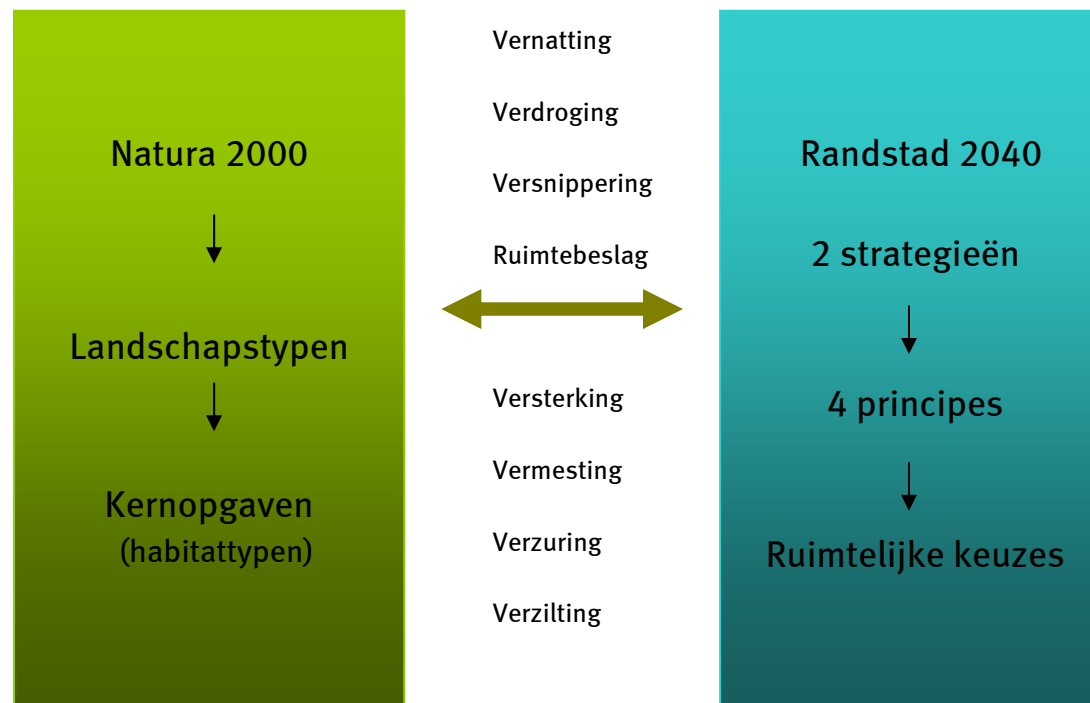 Natura 2000
Landschapstypen
Kernopgaven
(habitattypen)
Vernatting
Verdroging
Versnippering
Ruimtebeslag
Versterking
Vermesting
Verzuring
Verzilting
Randstad 2040
2 strategieën
4 principes
Ruimtelijke keuzes